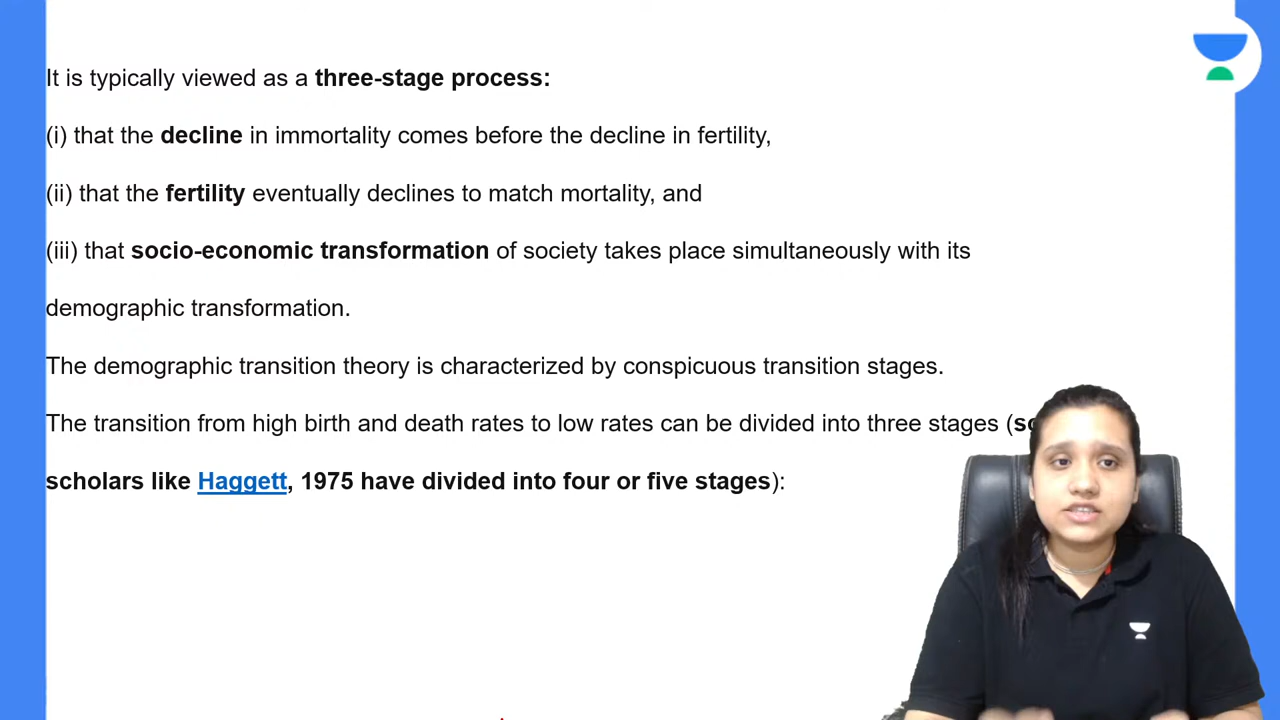 It is typically viewed as a three-stage process:
(i) that the decline in immortality comes before the decline in fertility,
(ii) that the fertility eventually declines to match mortality, and
(iii) that socio-economic transformation of society takes place simultaneously with its
demographic transformation.
The demographic transition theory is characterized by conspicuous transition stages.
The transition from high birth and death rates to low rates can be divided into three stages (
scholars like Haggett, 1975 have divided into four or five stages):